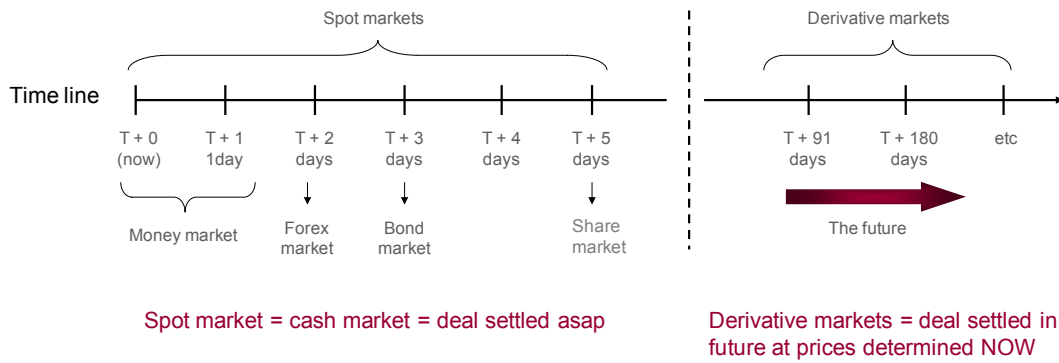 Spot markets
Derivative markets
Time line
T + 0
(now)
T + 1
1day
T + 2
days
T + 3
days
T + 4
days
T + 5
days
T + 91
days
T + 180
days
etc
Money market
Forex
market
Bond
market
Share
market
The future
Spot market = cash market = deal settled asap
Derivative markets = deal settled in
future at prices determined NOW